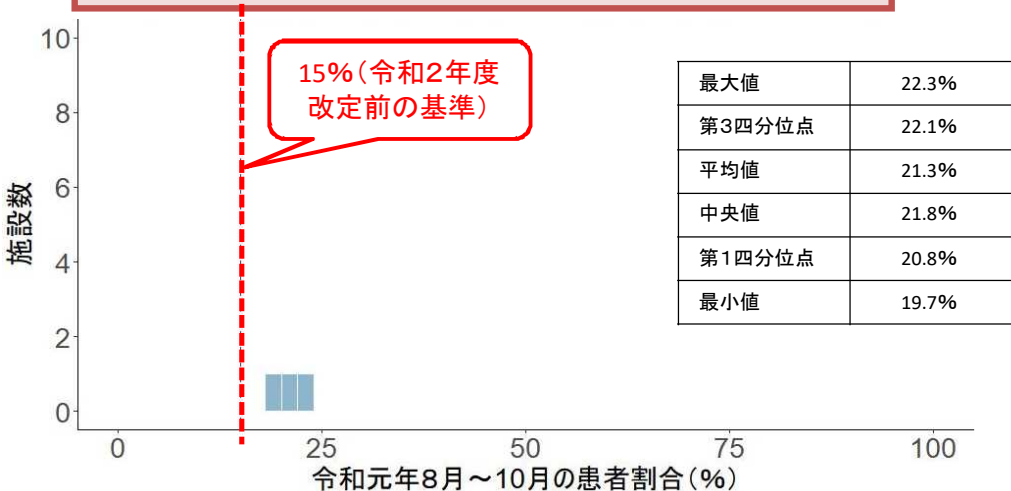 15%(令和2年度
改定前の基準)
最大値 22.3%
第3四分位点 22.1%
平均値 21.3%
中央値 21.8%
第1四分位点 20.8%
最小値 19.7%
施設数
10
8
6
4
2
0
0 25 50 75 100
令和元年8月~10月の患者割合(%)